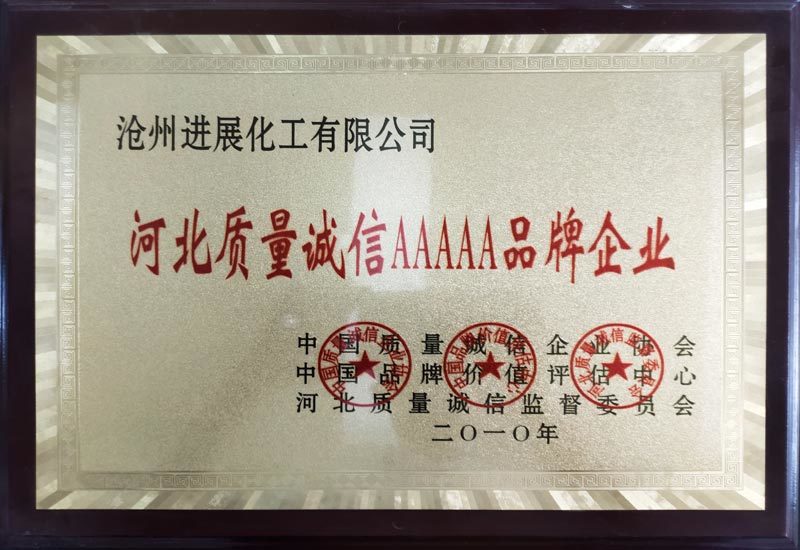 沧州进展化工有限公司
河北质量诚信AAAAA品牌企业
中国质量诚信企业协会
中国品牌价值评估中心
河北质量诚信监督委员会
二〇一〇年